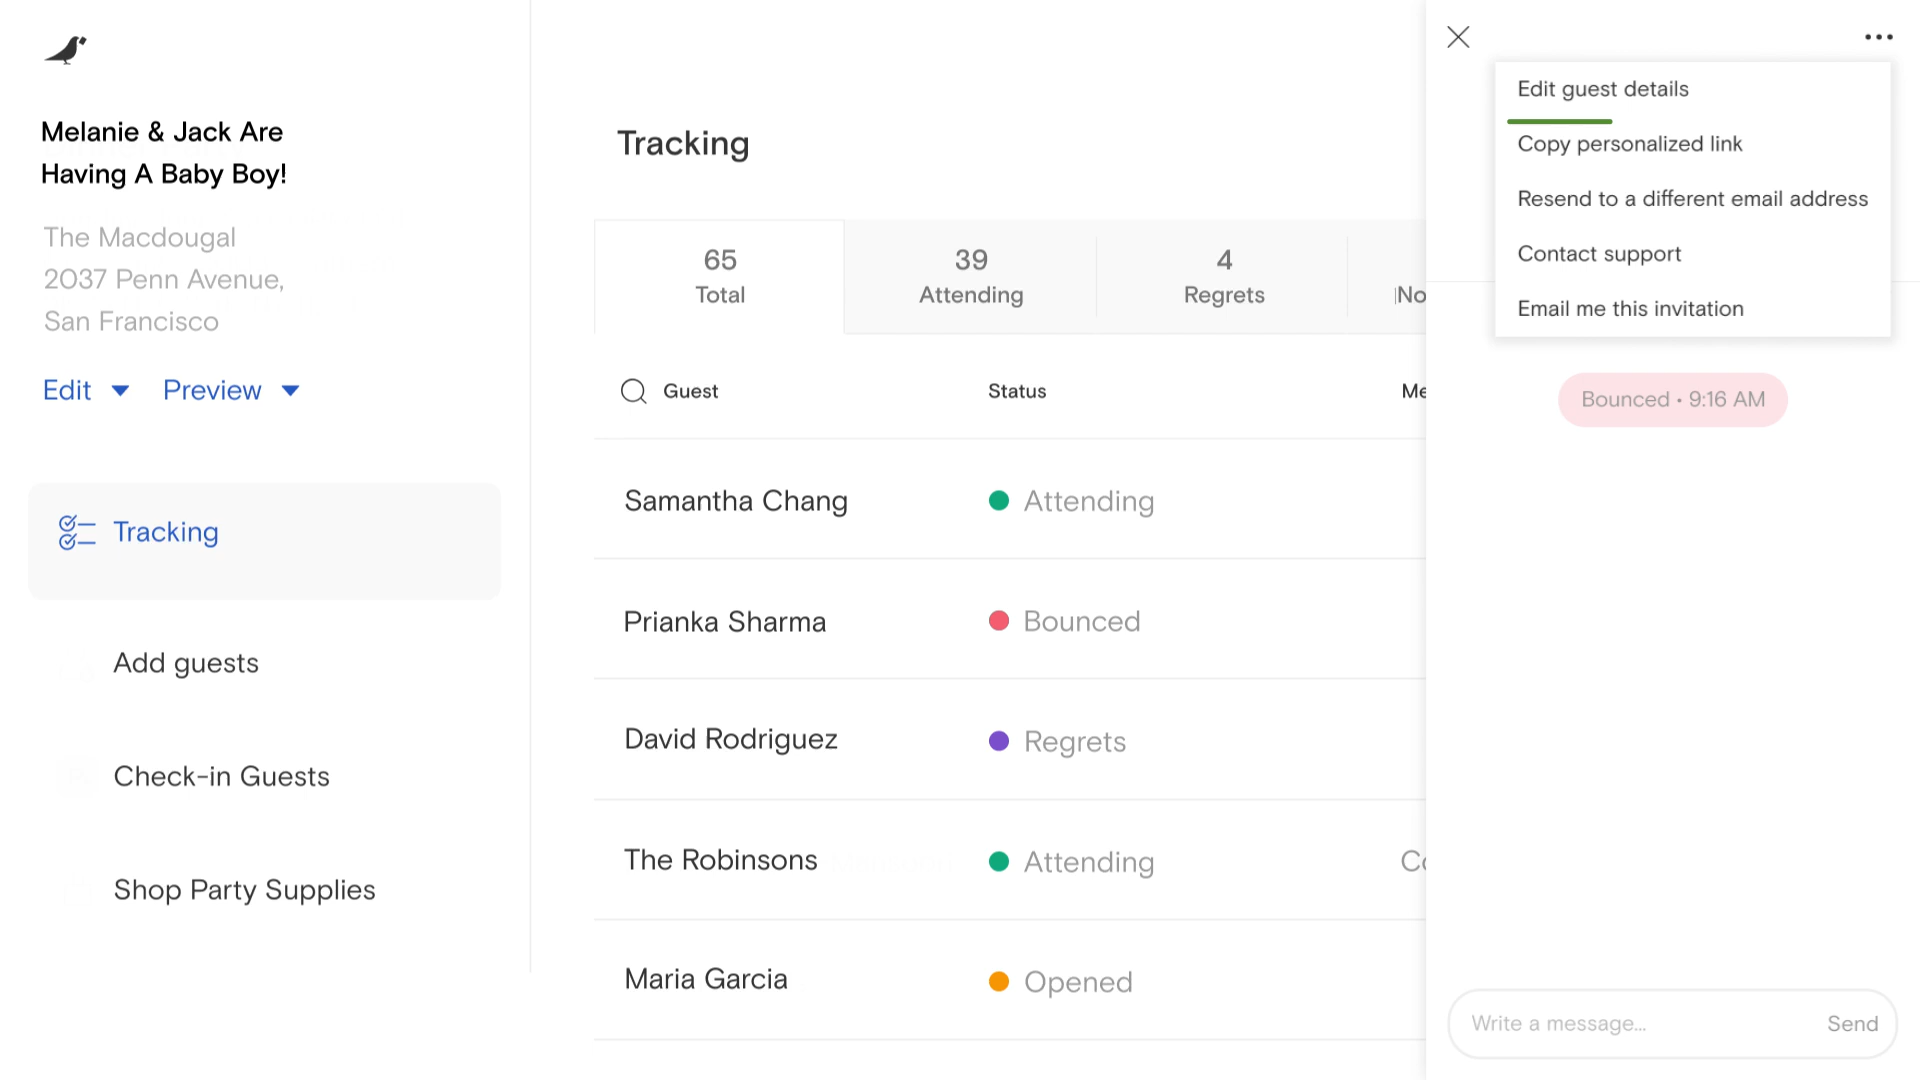 Melanie & Jack Are
Having A Baby Boy!
The Macdougal
2037 Penn Avenue,
San Francisco
Edit
Preview
Tracking
Add guests
Check-in Guests
Shop Party Supplies
Tracking
65
Total
39
Attending
4
Regrets
No
Guest
Status
Me
Samantha Chang
Attending
Prianka Sharma
Bounced
David Rodriguez
Regrets
The Robinsons
Attending
Maria Garcia
Opened
Edit guest details
Copy personalized link
Resend to a different email address
Contact support
Email me this invitation
Bounced • 9:16 AM
Write a message...
Send